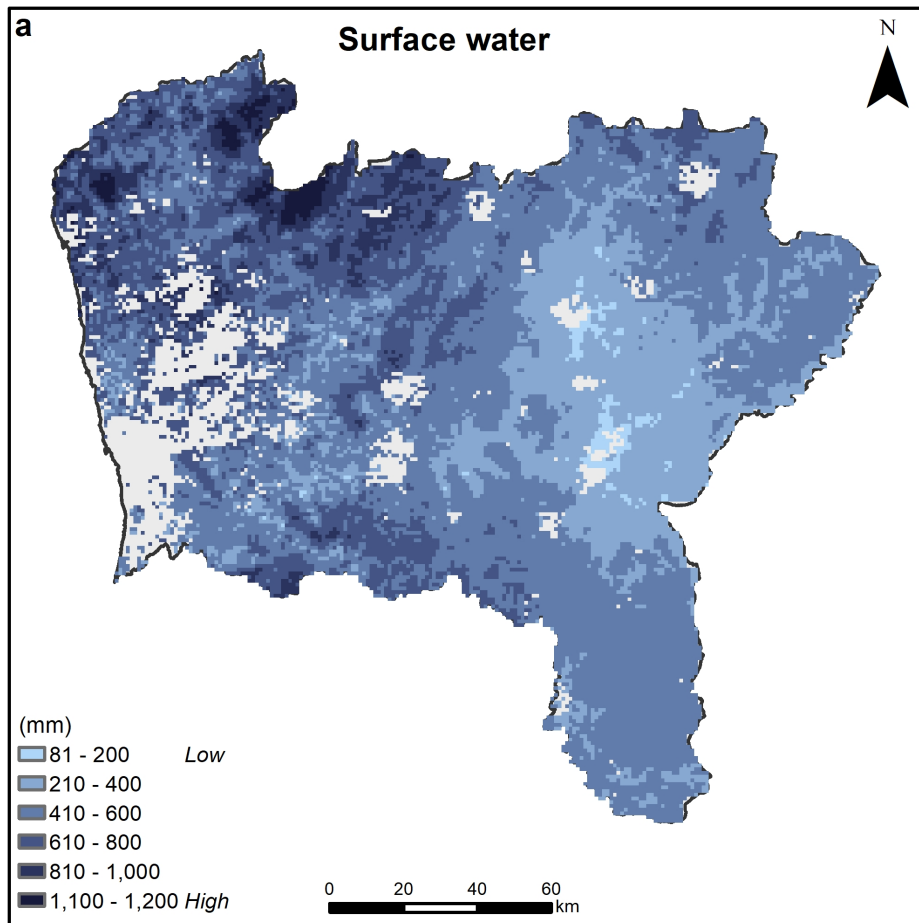 a
Surface water
N
(mm)
81 - 200 Low
210 - 400
410 - 600
610 - 800
810 - 1,000
1,100 - 1,200 High
0 20 40 60
km